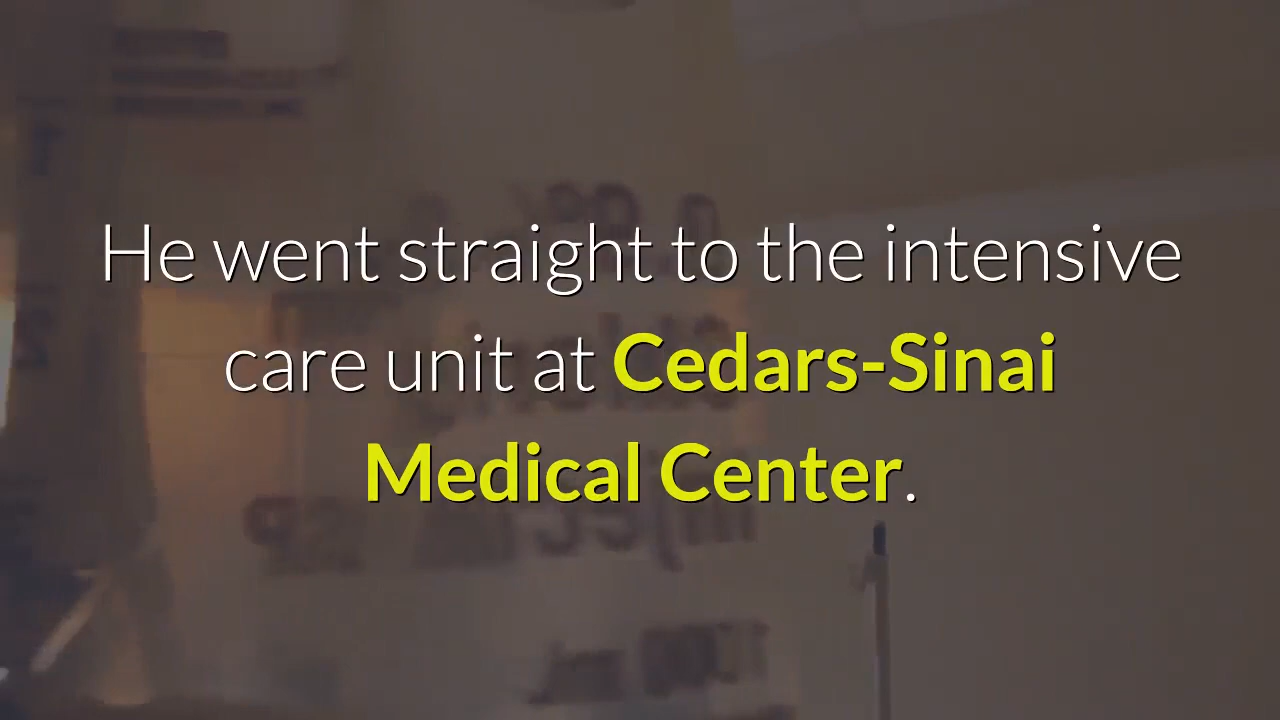 He went straight to the intensive
care unit at Cedars-Sinai
Medical Center.